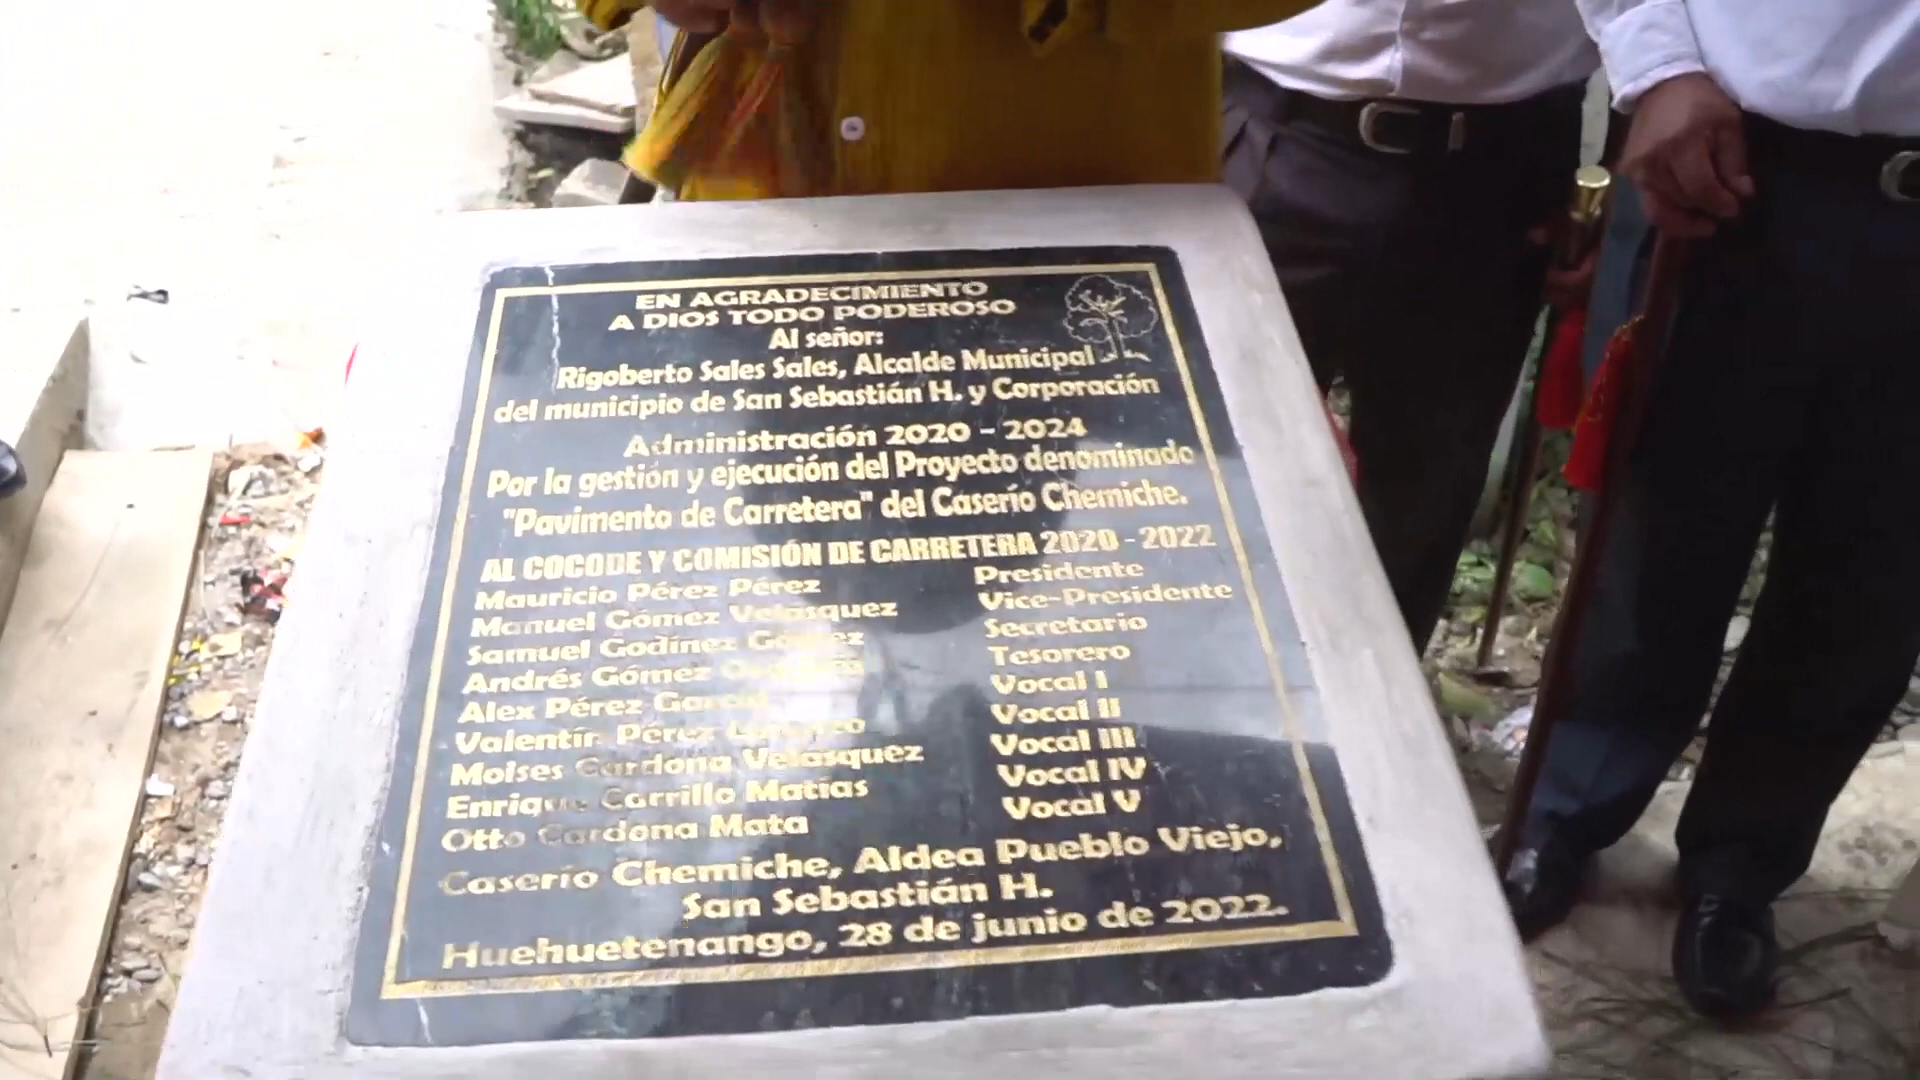 EN AGRADECIMIENTO
A DIOS TODO PODEROSO
Al señor:
Rigoberto Sales Sales, Alcalde Municipal
del municipio de San Sebastián H. y Corporación
Administración 2020 - 2024
Por la gestión y ejecución del Proyecto denominado
"Pavimento de Carretera" del Caserío Chemiche.
AL COCODE Y COMISIÓN DE CARRETERA 2020 - 2022
Mauricio Pérez Pérez Presidente
Manuel Gómez Velásquez Vice-Presidente
Samuel Godínez Gómez Secretario
Andrés Gómez Tesorero
Alex Pérez García Vocal I
Valentín Pérez Vocal II
Moises Cardona Velásquez Vocal III
Enrique Carrillo Matías Vocal IV
Otto Cardona Mata Vocal V
Caserío Chemiche, Aldea Pueblo Viejo,
San Sebastián H.
Huehuetenango, 28 de junio de 2022.